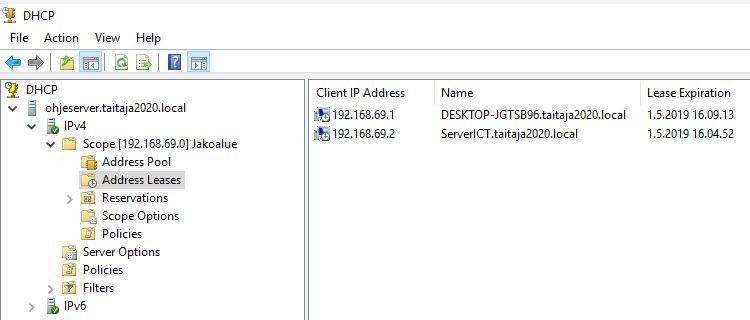 DHCP
File Action View Help
DHCP
ohjeserver.taitaja2020.local
IPv4
Scope [192.168.69.0] Jakoalue
Address Pool
Address Leases
Reservations
Scope Options
Policies
Server Options
Policies
Filters
IPv6
Client IP Address Name Lease Expiration
192.168.69.1 DESKTOP-JGTSB96.taitaja2020.local 1.5.2019 16.09.13
192.168.69.2 ServerICT.taitaja2020.local 1.5.2019 16.04.52